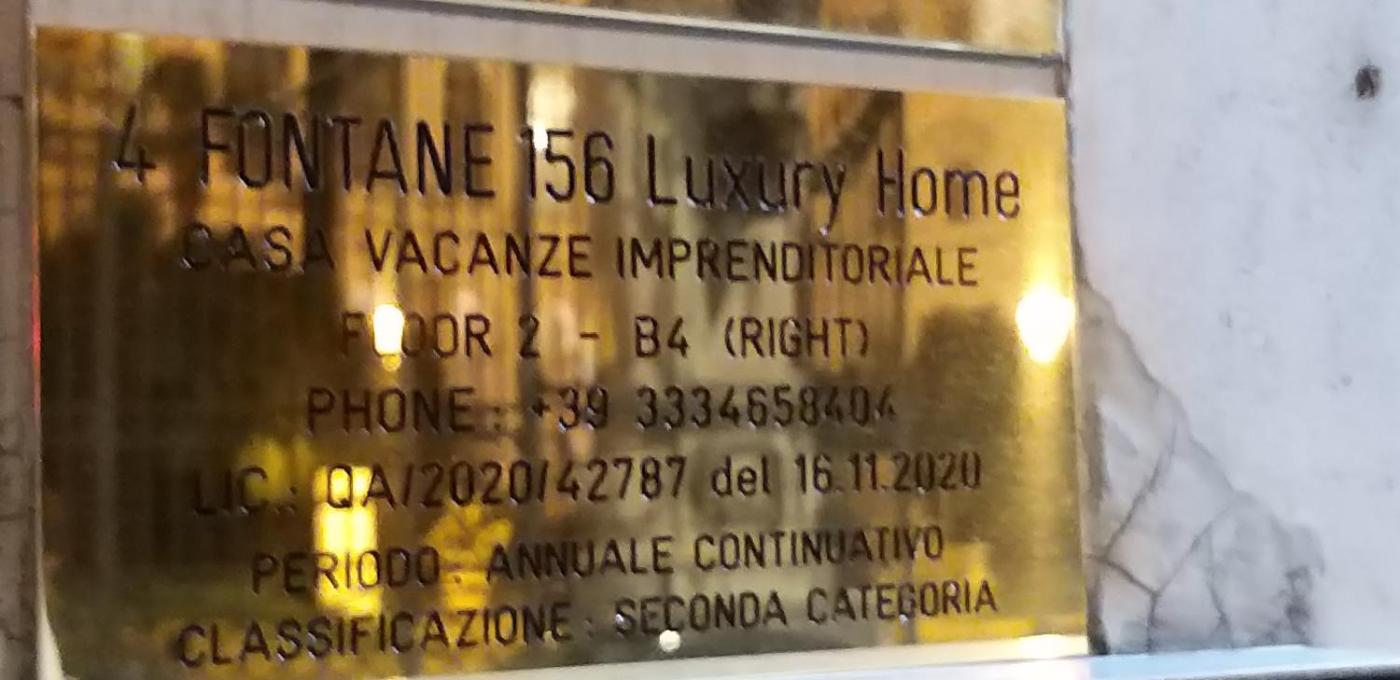 4 FONTANE 156 Luxury Home
CASA VACANZE IMPRENDITORIALE
FLOOR 2 - B4 (RIGHT)
PHONE : +39 3334658404
LIC. : QA/2020/42787 del 16.11.2020
PERIODO : ANNUALE CONTINUATIVO
CLASSIFICAZIONE : SECONDA CATEGORIA